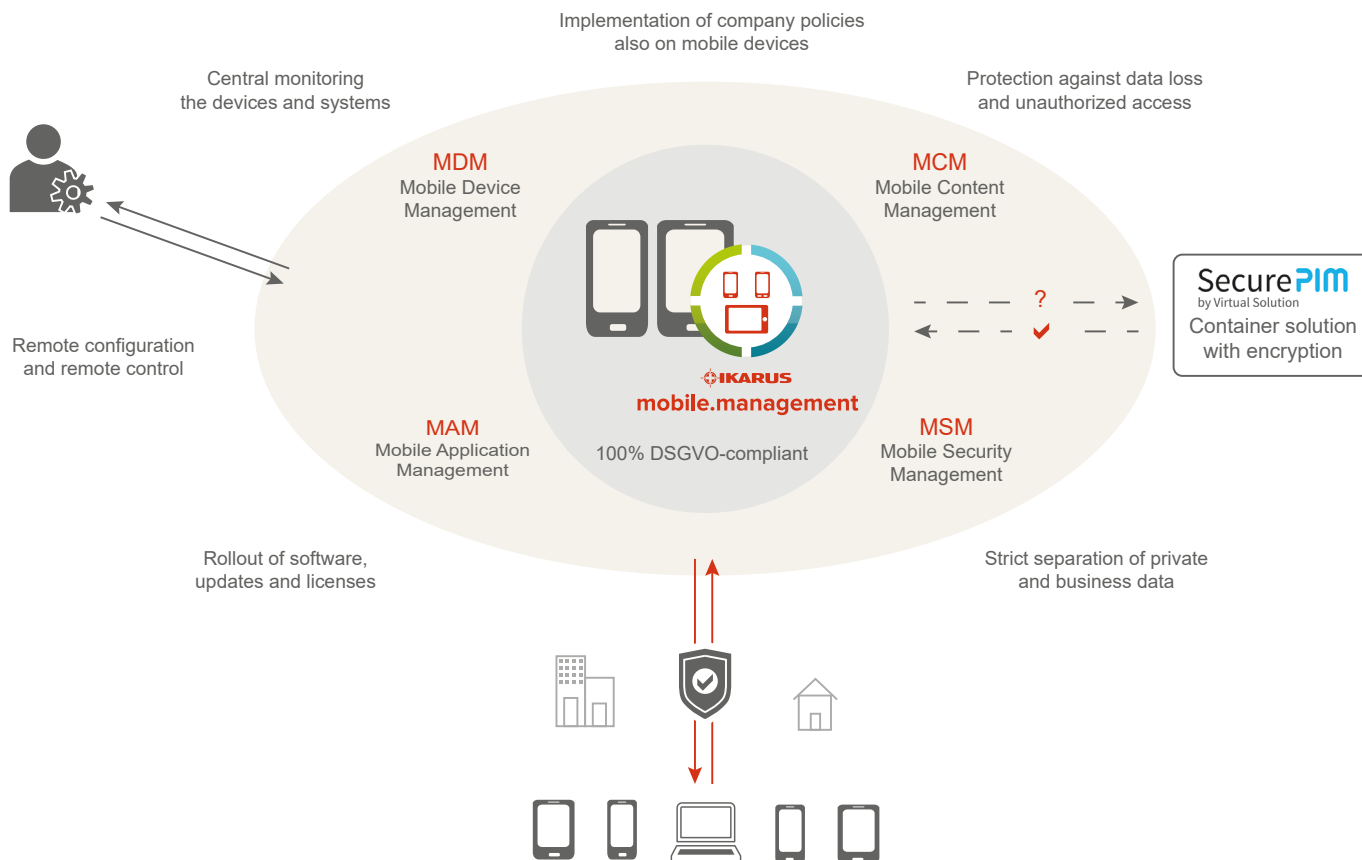 Implementation of company policies
also on mobile devices
Central monitoring
the devices and systems
Protection against data loss
and unauthorized access
MDM
Mobile Device
Management
MCM
Mobile Content
Management
SecurePIM
by Virtual Solution
Container solution
with encryption
?
Remote configuration
and remote control
IKARUS
mobile.management
100% DSGVO-compliant
MAM
Mobile Application
Management
MSM
Mobile Security
Management
Rollout of software,
updates and licenses
Strict separation of private
and business data